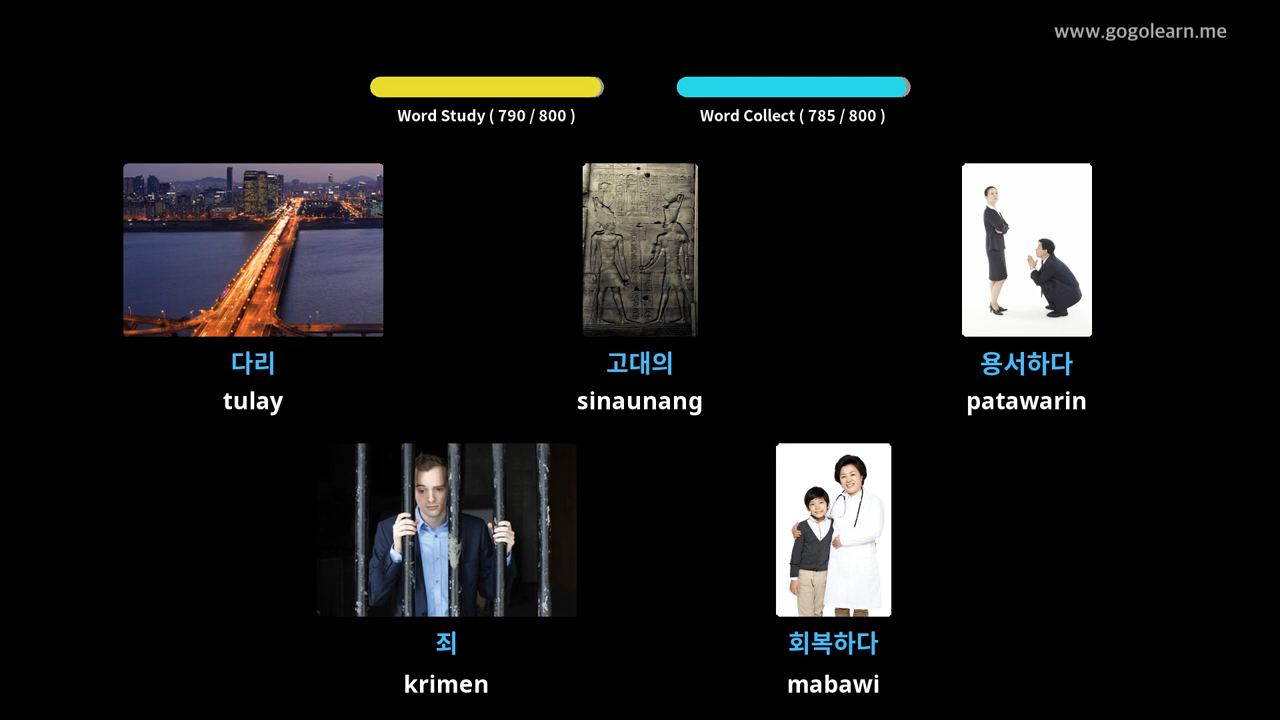 www.gogolearn.me
Word Study ( 790 / 800 )
Word Collect ( 785 / 800 )
다리
tulay
고대의
sinaunang
용서하다
patawarin
죄
krimen
회복하다
mabawi